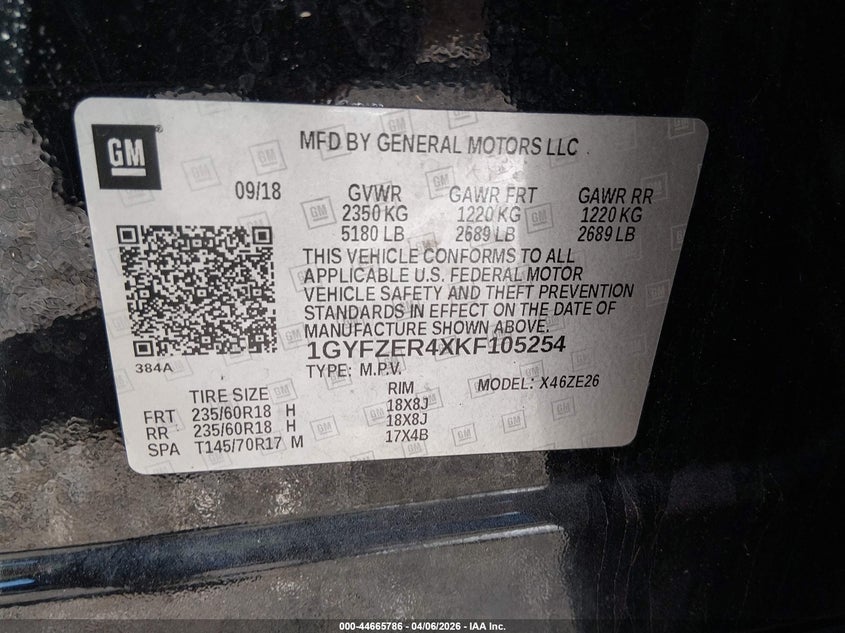 GM
MFD BY GENERAL MOTORS LLC
09/18
GVWR GAWR FRT GAWR RR
2350 KG 1220 KG 1220 KG
5180 LB 2689 LB 2689 LB
THIS VEHICLE CONFORMS TO ALL
APPLICABLE U.S. FEDERAL MOTOR
VEHICLE SAFETY AND THEFT PREVENTION
STANDARDS IN EFFECT ON THE DATE OF
MANUFACTURE SHOWN ABOVE.
1GYFZER4XKF105254
384A
TYPE: M.P.V. MODEL: X46ZE26
TIRE SIZE RIM
FRT 235/60R18 H 18X8J
RR 235/60R18 H 18X8J
SPA T145/70R17 M 17X4B
000-44665786 - 04/06/2026 - IAA Inc.